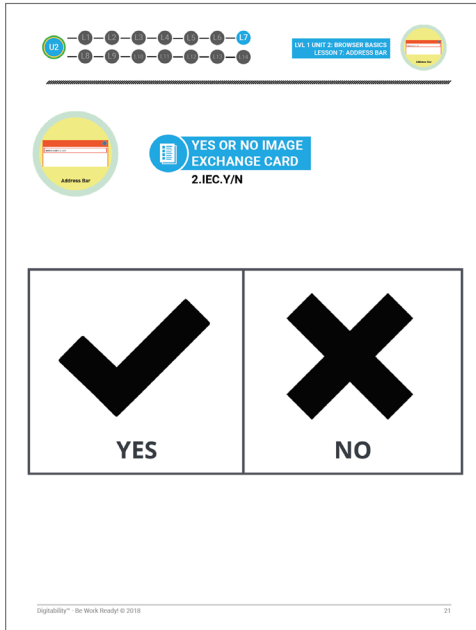 U2
L1 L2 L3 L4 L5 L6 L7
L8 L9 L10 L11 L12 L13 L14
LVL 1 UNIT 2: BROWSER BASICS
LESSON 7: ADDRESS BAR
Address Bar
Address Bar
YES OR NO IMAGE
EXCHANGE CARD
2.IEC.Y/N
YES NO
Digitability™ - Be Work Ready! © 2018 21